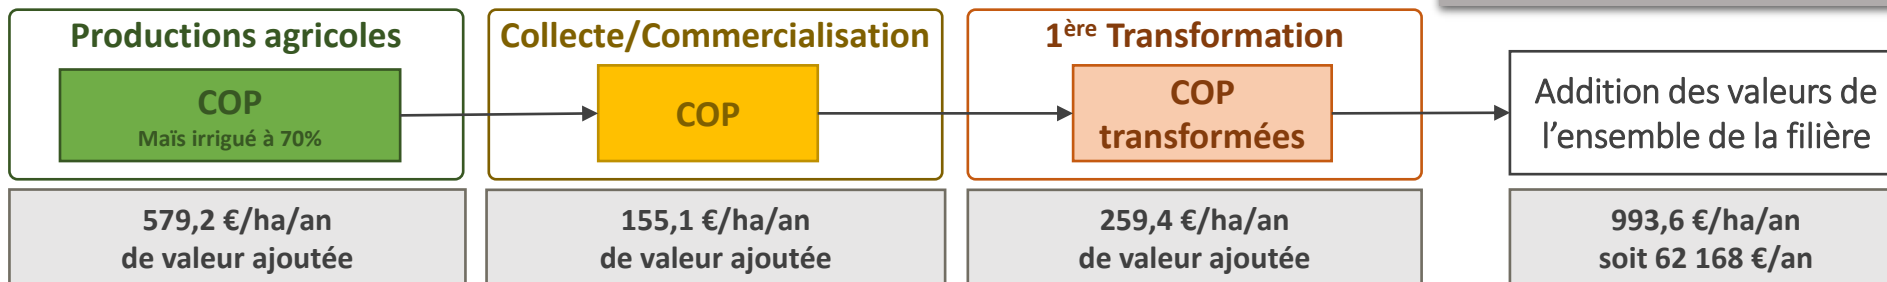 Productions agricoles
COP
Maïs irrigué à 70%
579,2 €/ha/an
de valeur ajoutée
Collecte/Commercialisation
COP
155,1 €/ha/an
de valeur ajoutée
1ère Transformation
COP
transformées
259,4 €/ha/an
de valeur ajoutée
Addition des valeurs de
l’ensemble de la filière
993,6 €/ha/an
soit 62 168 €/an